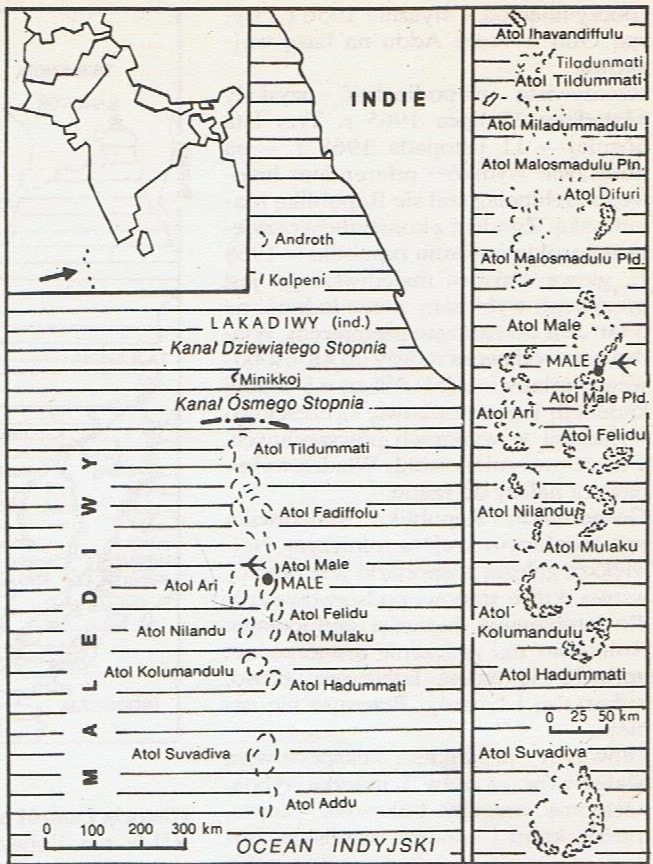 INDIE
Androth
Kalpeni
LAKADIWY (ind.)
Kanał Dziewiątego Stopnia
Minikkoj
Kanał Ósmego Stopnia
MALEDIWY
Atol Tildummati
Atol Fadiffolu
Atol Male
MALE
Atol Ari
Atol Felidu
Atol Nilandu
Atol Mulaku
Atol Kolumandulu
Atol Hadummati
Atol Suvadiva
Atol Addu
0 100 200 300 km
OCEAN INDYJSKI
Atol Ihavandiffulu
Tiladunmati
Atol Tildummati
Atol Miladummadulu
Atol Malosmadulu Płn.
Atol Difuri
Atol Malosmadulu Płd.
Atol Male
MALE
Atol Male Płd.
Atol Ari
Atol Felidu
Atol Nilandu
Atol Mulaku
Atol
Kolumandulu
Atol Hadummati
0 25 50 km
Atol Suvadiva